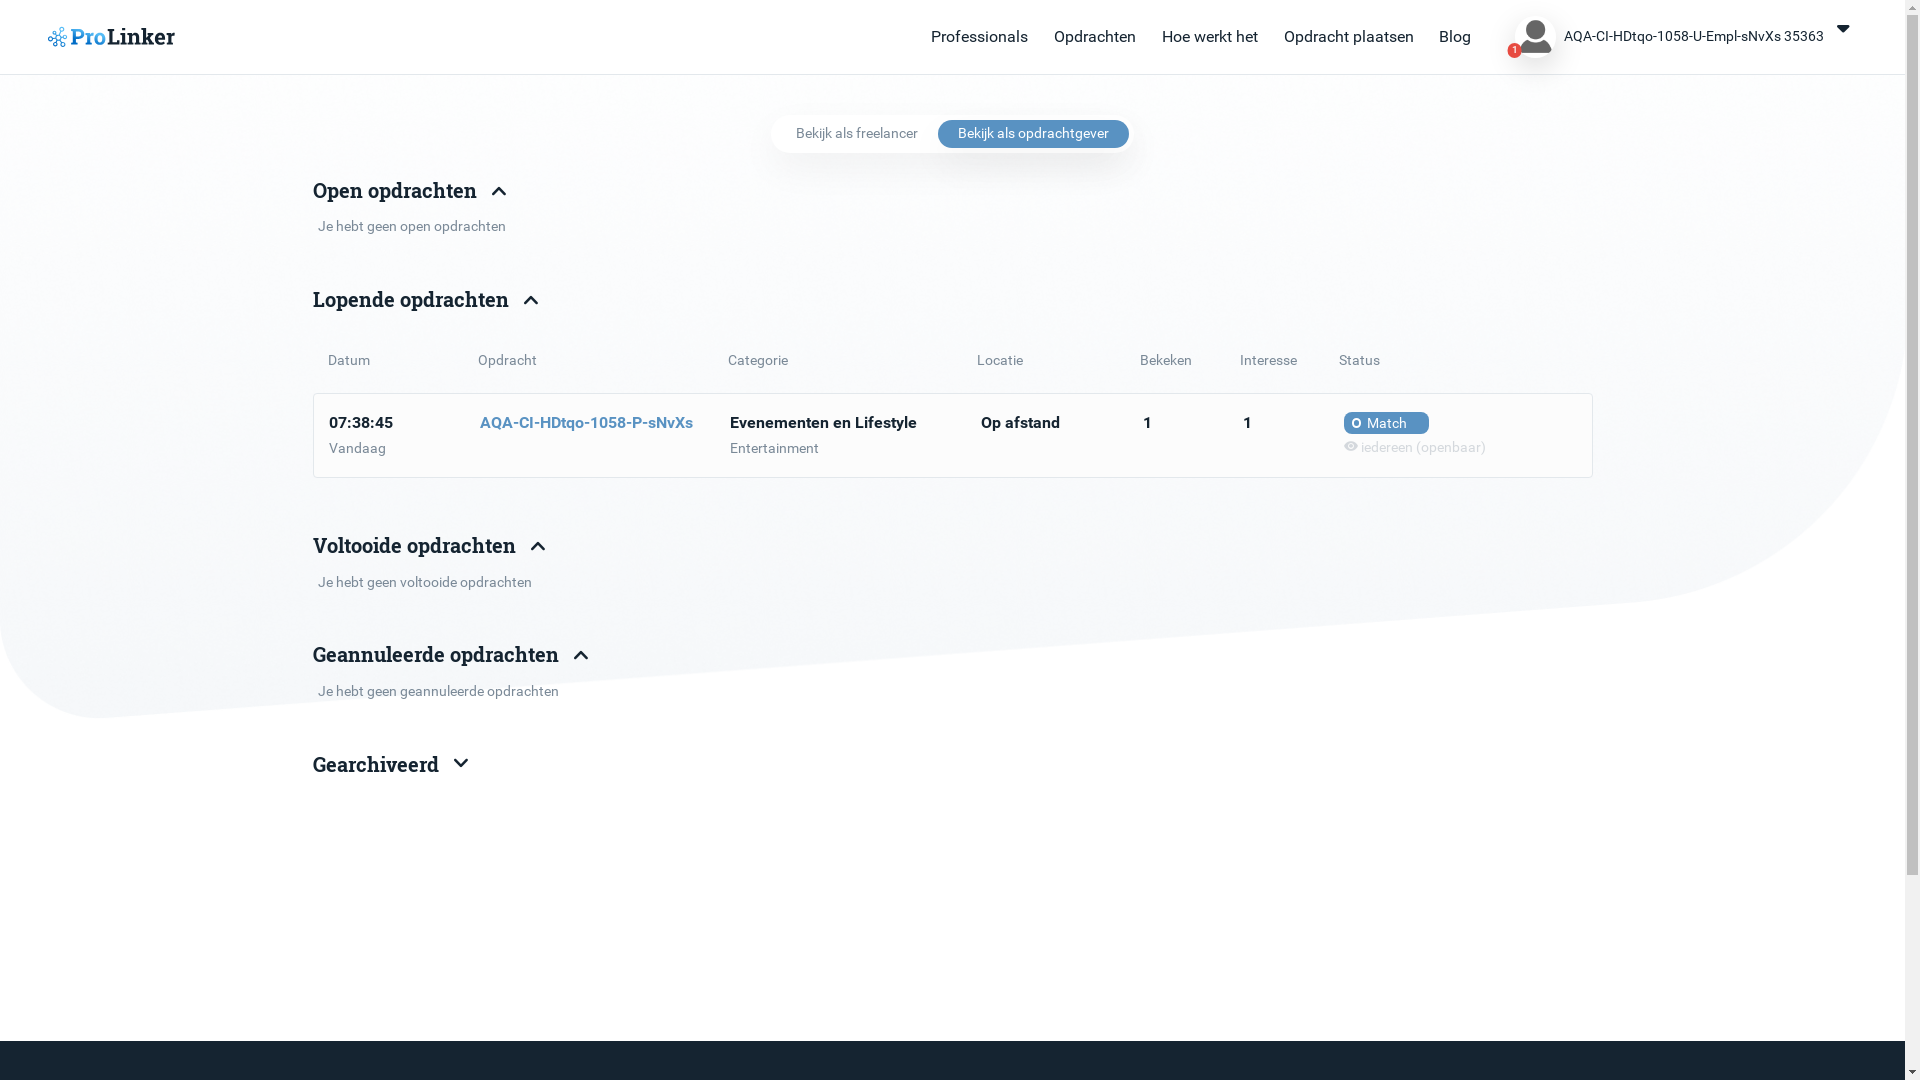 ProLinker
Professionals
Opdrachten
Hoe werkt het
Opdracht plaatsen
Blog
1
AQA-CI-HDtqo-1058-U-Empl-sNvXs 35363
Bekijk als freelancer
Bekijk als opdrachtgever
Open opdrachten
Je hebt geen open opdrachten
Lopende opdrachten
Datum
Opdracht
Categorie
Locatie
Bekeken
Interesse
Status
07:38:45
AQA-CI-HDtqo-1058-P-sNvXs
Evenementen en Lifestyle
Op afstand
1
1
Match
Vandaag
Entertainment
iedereen (openbaar)
Voltooide opdrachten
Je hebt geen voltooide opdrachten
Geannuleerde opdrachten
Je hebt geen geannuleerde opdrachten
Gearchiveerd